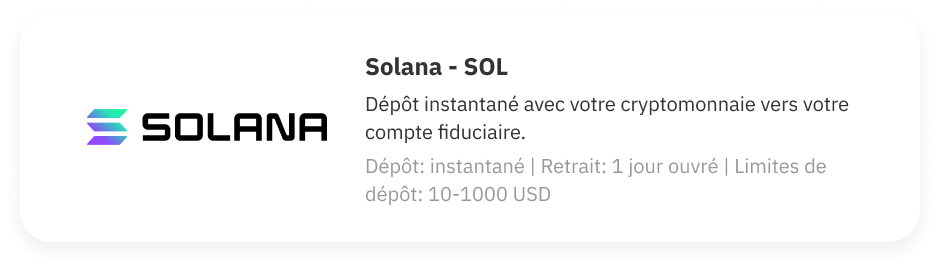 SOLANA
Solana - SOL
Dépôt instantané avec votre cryptomonnaie vers votre
compte fiduciaire.
Dépôt: instantané | Retrait: 1 jour ouvré | Limites de
dépôt: 10-1000 USD